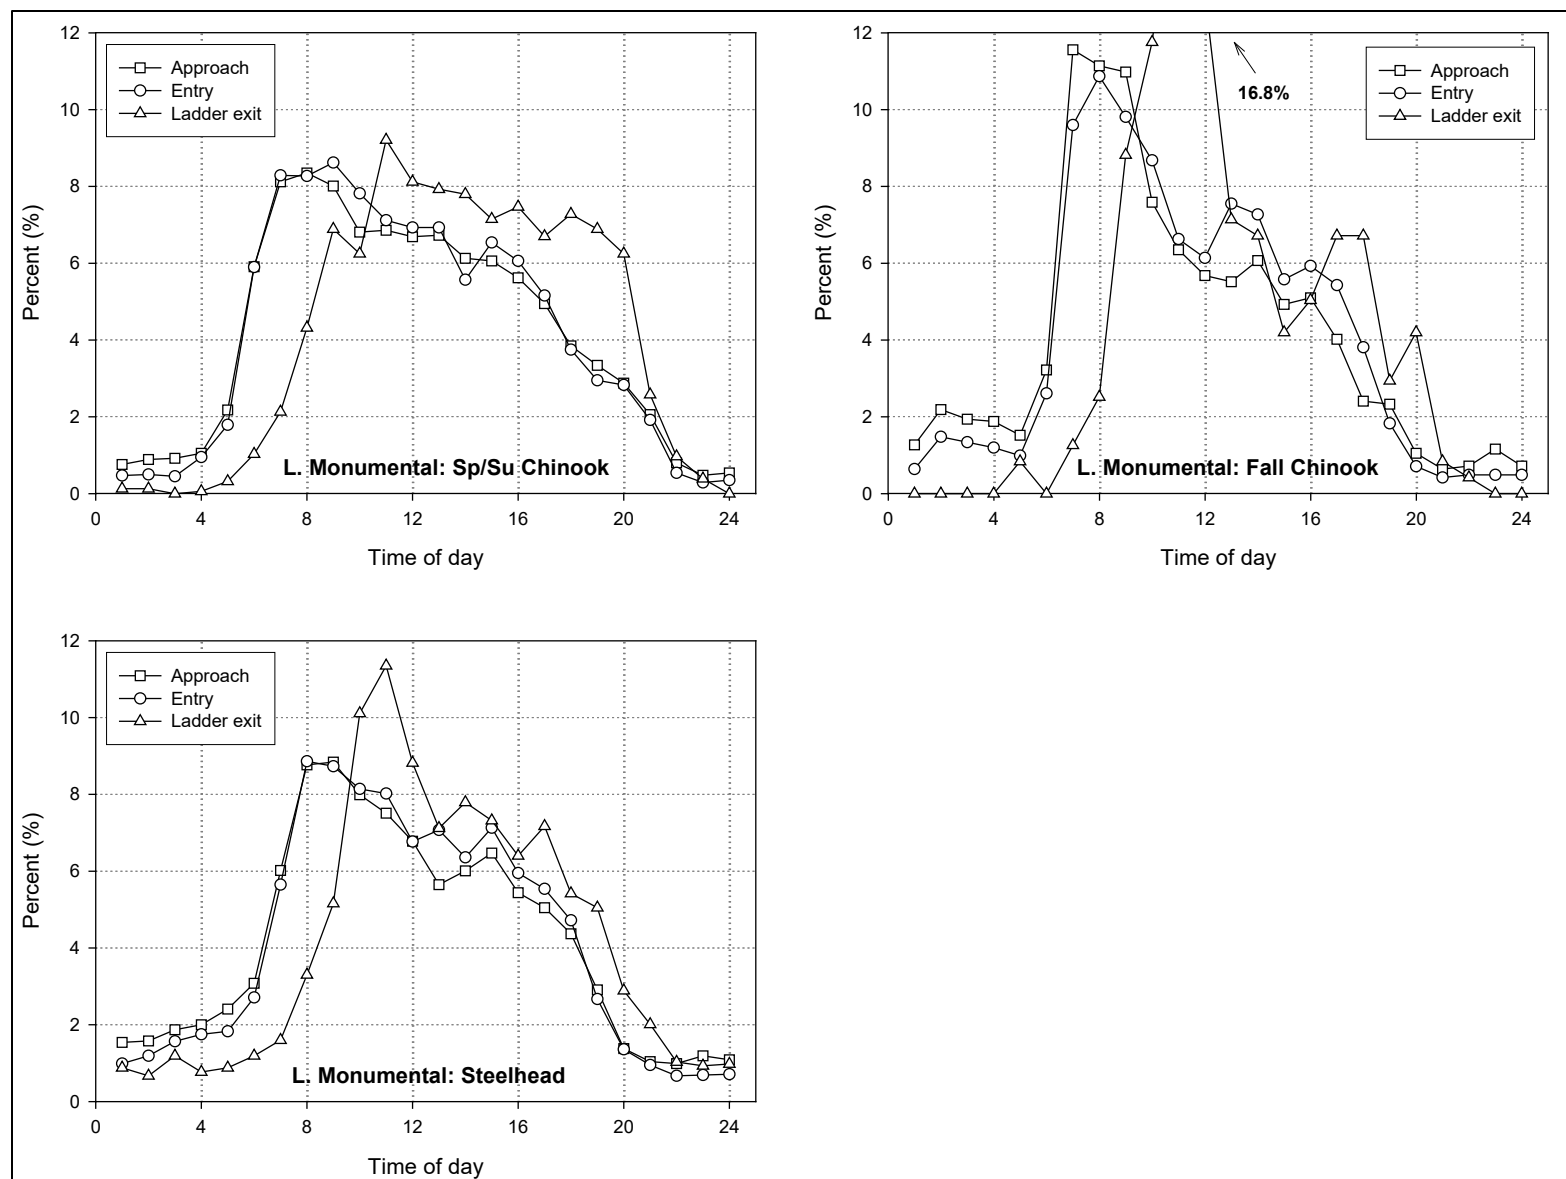 12
10
8
6
4
2
0
Percent (%)
Approach
Entry
Ladder exit
L. Monumental: Sp/Su Chinook
0 4 8 12 16 20 24
Time of day
12
10
8
6
4
2
0
Percent (%)
16.8%
Approach
Entry
Ladder exit
L. Monumental: Fall Chinook
0 4 8 12 16 20 24
Time of day
12
10
8
6
4
2
0
Percent (%)
Approach
Entry
Ladder exit
L. Monumental: Steelhead
0 4 8 12 16 20 24
Time of day